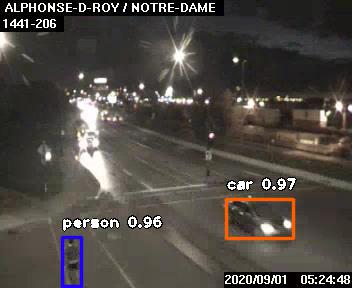 ALPHONSE-D-ROY / NOTRE-DAME
1441-206
car 0.97
person 0.96
2020/09/01 05:24:48